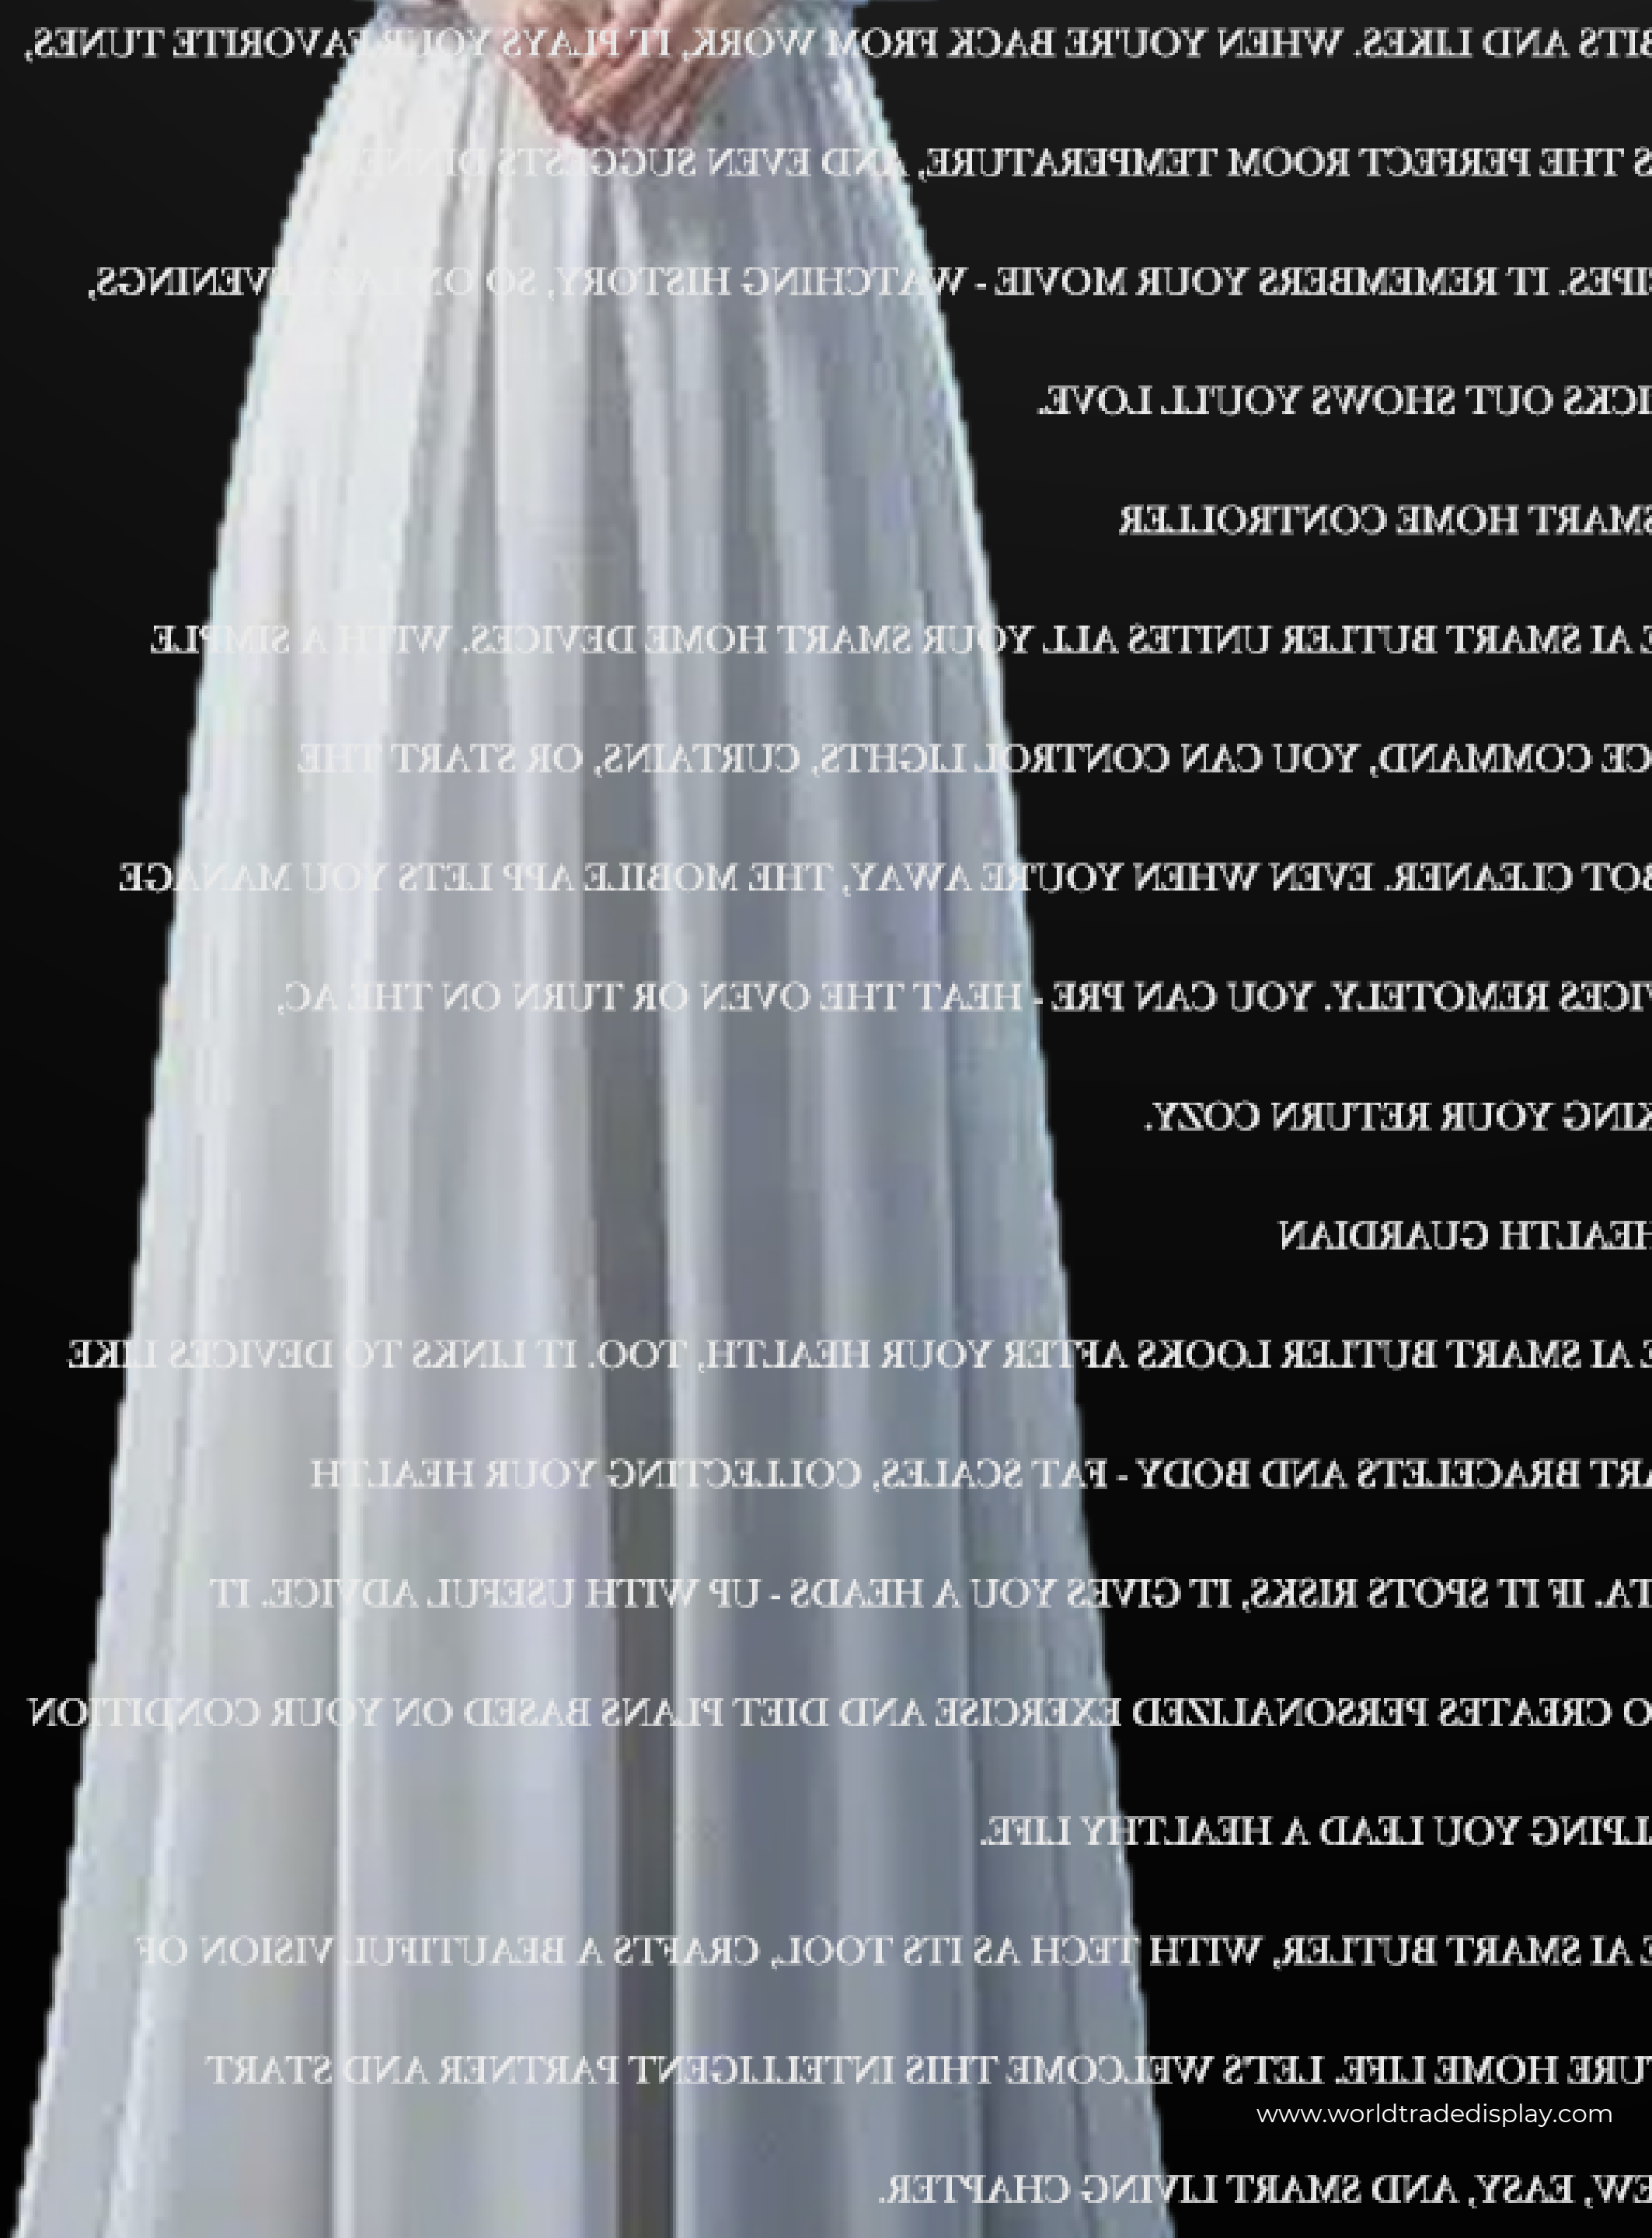 BITS AND LIKES. WHEN YOU'RE BACK FROM WORK, IT PLAYS YOUR FAVORITE TUNES,
S THE PERFECT ROOM TEMPERATURE, AND EVEN SUGGESTS DINNER
IPES. IT REMEMBERS YOUR MOVIE - WATCHING HISTORY, SO ON LAZY EVENINGS,
ICKS OUT SHOWS YOU'LL LOVE.
SMART HOME CONTROLLER
E AI SMART BUTLER UNITES ALL YOUR SMART HOME DEVICES. WITH A SIMPLE
CE COMMAND, YOU CAN CONTROL LIGHTS, CURTAINS, OR START THE
BOT CLEANER. EVEN WHEN YOU'RE AWAY, THE MOBILE APP LETS YOU MANAGE
VICES REMOTELY. YOU CAN PRE - HEAT THE OVEN OR TURN ON THE AC,
KING YOUR RETURN COZY.
HEALTH GUARDIAN
E AI SMART BUTLER LOOKS AFTER YOUR HEALTH, TOO. IT LINKS TO DEVICES LIKE
ART BRACELETS AND BODY - FAT SCALES, COLLECTING YOUR HEALTH
TA. IF IT SPOTS RISKS, IT GIVES YOU A HEADS - UP WITH USEFUL ADVICE. IT
O CREATES PERSONALIZED EXERCISE AND DIET PLANS BASED ON YOUR CONDITION
LPING YOU LEAD A HEALTHY LIFE.
E AI SMART BUTLER, WITH TECH AS ITS TOOL, CRAFTS A BEAUTIFUL VISION OF
TURE HOME LIFE. LET'S WELCOME THIS INTELLIGENT PARTNER AND START
www.worldtradedisplay.com
EW, EASY, AND SMART LIVING CHAPTER.